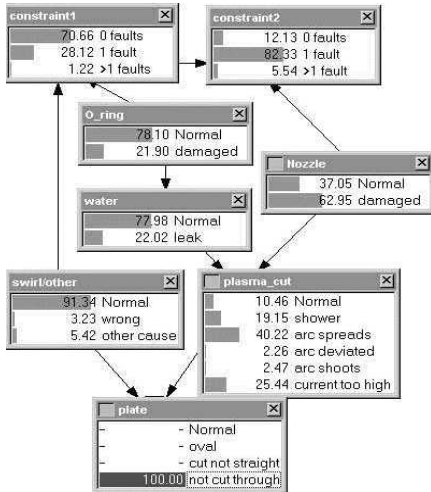 constraint1
70.66 0 faults
28.12 1 fault
1.22 >1 faults
constraint2
12.13 0 faults
82.33 1 fault
5.54 >1 fault
O_ring
78.10 Normal
21.90 damaged
Nozzle
37.05 Normal
62.95 damaged
water
77.98 Normal
22.02 leak
swirl/other
91.34 Normal
3.23 wrong
5.42 other cause
plasma_cut
10.46 Normal
19.15 shower
40.22 arc spreads
2.26 arc deviated
2.47 arc shoots
25.44 current too high
plate
- - Normal
- - oval
- - cut not straight
100.00 not cut through